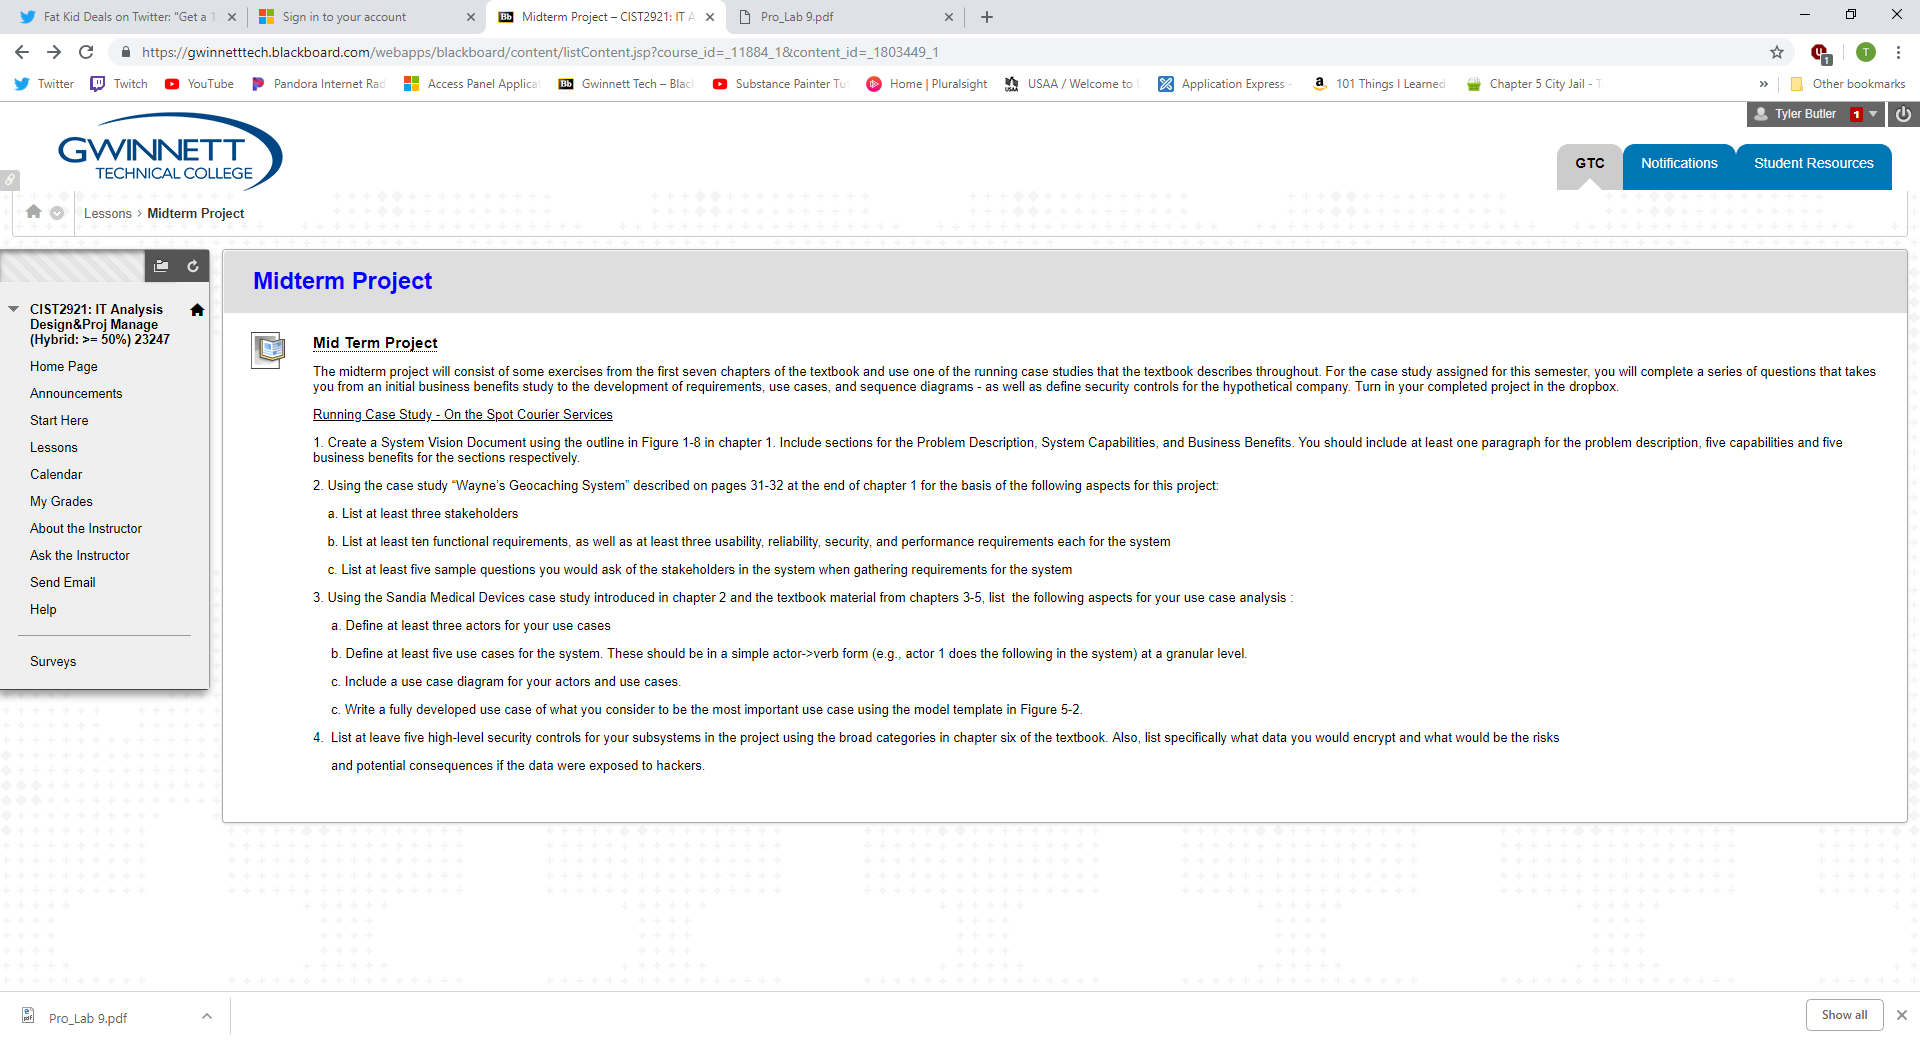 Fat Kid Deals on Twitter: "Get a 1
Sign in to your account
Bb Midterm Project – CIST2921: IT A
Pro_Lab 9.pdf
https://gwinnetttech.blackboard.com/webapps/blackboard/content/listContent.jsp?course_id=_11884_1&content_id=_1803449_1
1
T
Twitter
Twitch
YouTube
Pandora Internet Rad
Access Panel Applicat
Bb Gwinnett Tech – Blac
Substance Painter Tu
Home | Pluralsight
USAA / Welcome to
Application Express -
101 Things I Learned
Chapter 5 City Jail - T
»
Other bookmarks
Tyler Butler 1
GWINNETT
TECHNICAL COLLEGE
GTC
Notifications
Student Resources
Lessons > Midterm Project
CIST2921: IT Analysis
Design&Proj Manage
(Hybrid: >= 50%) 23247
Home Page
Announcements
Start Here
Lessons
Calendar
My Grades
About the Instructor
Ask the Instructor
Send Email
Help
Surveys
Midterm Project
Mid Term Project
The midterm project will consist of some exercises from the first seven chapters of the textbook and use one of the running case studies that the textbook describes throughout. For the case study assigned for this semester, you will complete a series of questions that takes
you from an initial business benefits study to the development of requirements, use cases, and sequence diagrams - as well as define security controls for the hypothetical company. Turn in your completed project in the dropbox.
Running Case Study - On the Spot Courier Services
1. Create a System Vision Document using the outline in Figure 1-8 in chapter 1. Include sections for the Problem Description, System Capabilities, and Business Benefits. You should include at least one paragraph for the problem description, five capabilities and five
business benefits for the sections respectively.
2. Using the case study “Wayne’s Geocaching System” described on pages 31-32 at the end of chapter 1 for the basis of the following aspects for this project:
a. List at least three stakeholders
b. List at least ten functional requirements, as well as at least three usability, reliability, security, and performance requirements each for the system
c. List at least five sample questions you would ask of the stakeholders in the system when gathering requirements for the system
3. Using the Sandia Medical Devices case study introduced in chapter 2 and the textbook material from chapters 3-5, list the following aspects for your use case analysis :
a. Define at least three actors for your use cases
b. Define at least five use cases for the system. These should be in a simple actor->verb form (e.g., actor 1 does the following in the system) at a granular level.
c. Include a use case diagram for your actors and use cases.
c. Write a fully developed use case of what you consider to be the most important use case using the model template in Figure 5-2.
4. List at leave five high-level security controls for your subsystems in the project using the broad categories in chapter six of the textbook. Also, list specifically what data you would encrypt and what would be the risks
and potential consequences if the data were exposed to hackers.
Pro_Lab 9.pdf
Show all